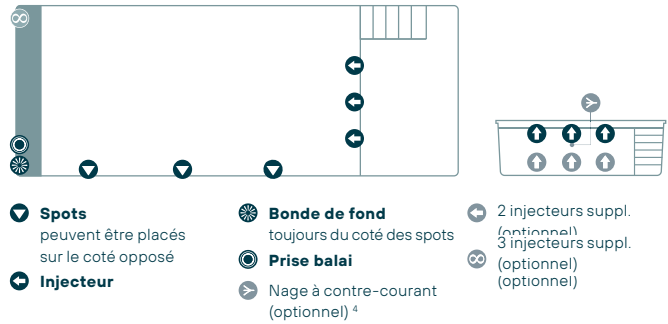 Spots
peuvent être placés
sur le coté opposé
Injecteur
Bonde de fond
toujours du coté des spots
Prise balai
Nage à contre-courant
(optionnel) 4
2 injecteurs suppl.
(optionnel)
3 injecteurs suppl.
(optionnel)
(optionnel)